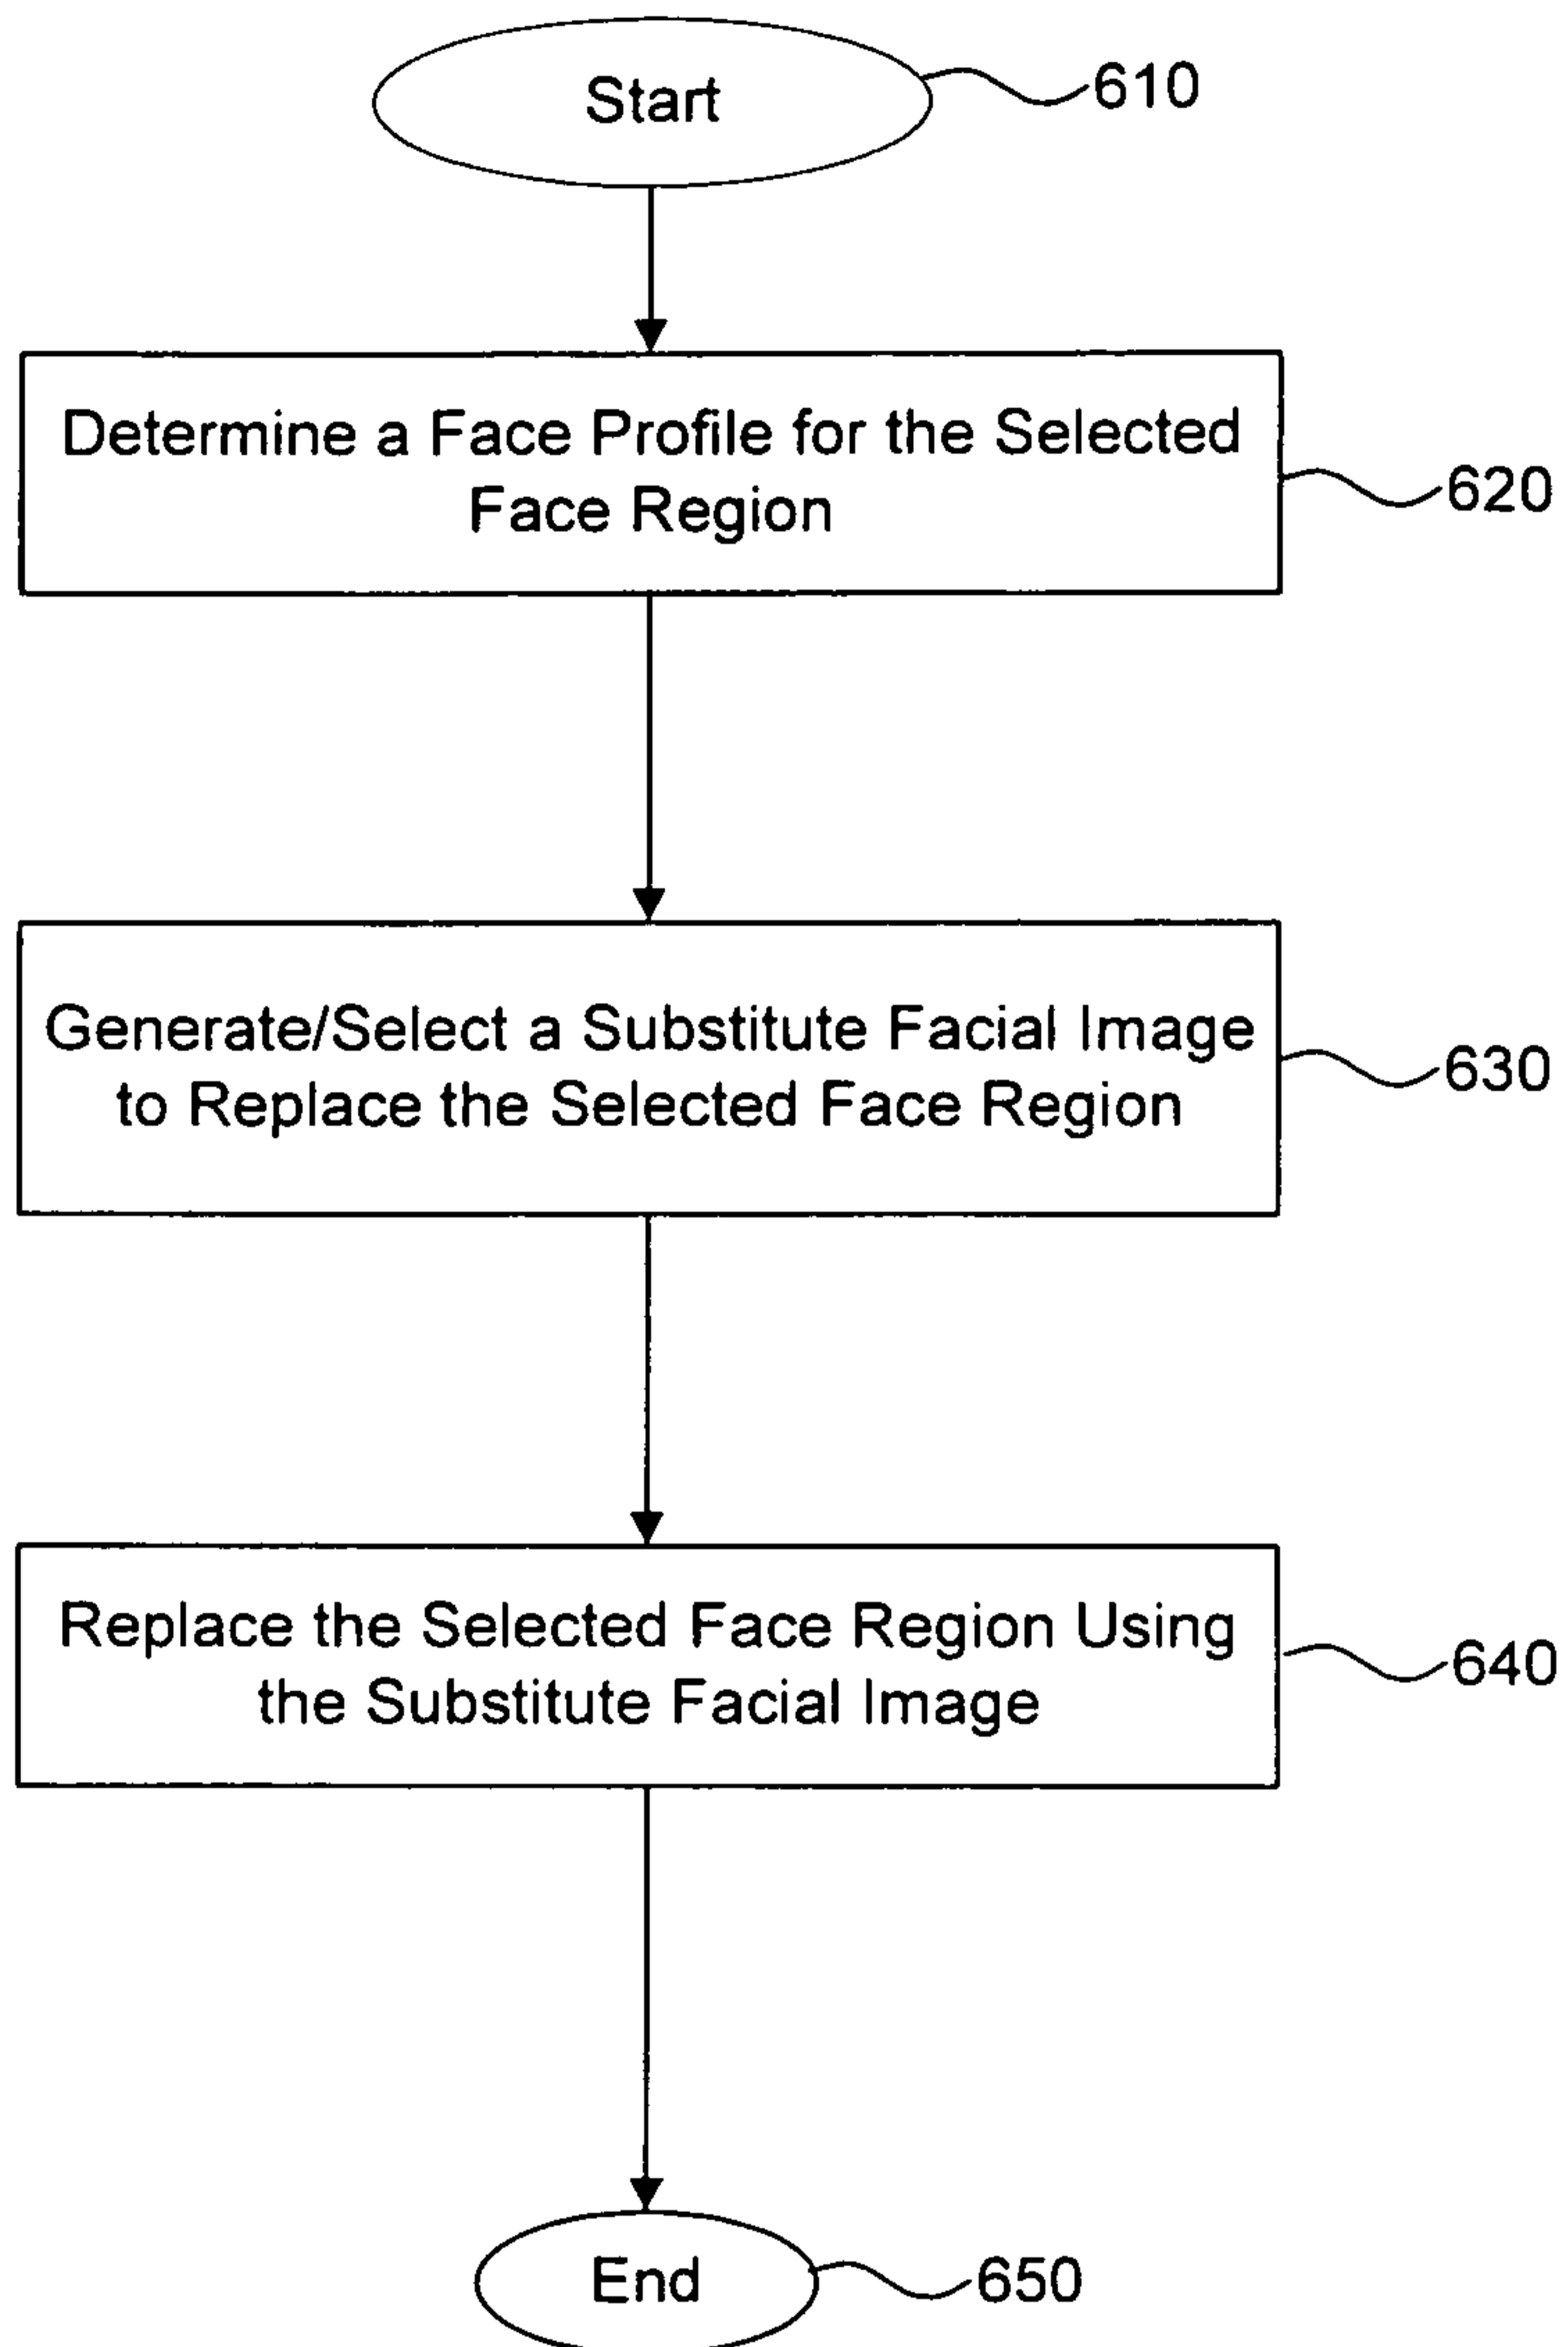 Start
610
Determine a Face Profile for the Selected
Face Region
620
Generate/Select a Substitute Facial Image
to Replace the Selected Face Region
630
Replace the Selected Face Region Using
the Substitute Facial Image
640
End
650